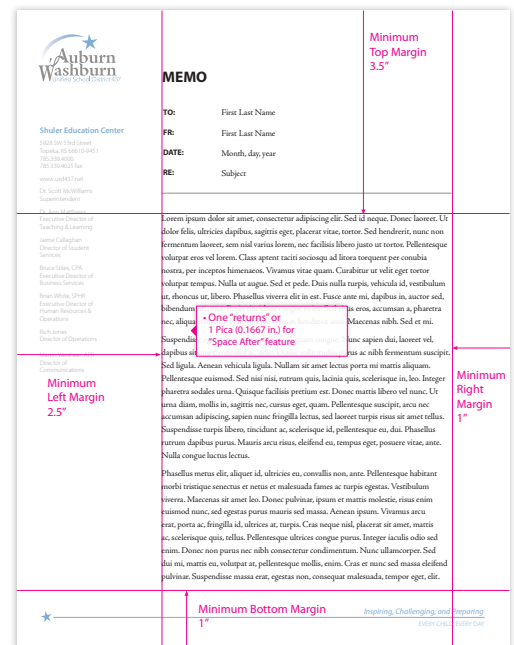 Auburn
Washburn
Unified School District 437
Minimum
Top Margin
3.5"
MEMO
TO: First Last Name
FR: First Last Name
DATE: Month, day, year
RE: Subject
Shuler Education Center
5928 SW 53rd Street
Topeka, KS 66610-9451
785.339.4000
785.339.4025 fax
www.usd437.net
Dr. Scott McWilliams
Superintendent
Executive Director of
Teaching & Learning
Jaime Callaghan
Director of Student
Services
Bruce Stiles, CPA
Executive Director of
Business Services
Brian White, SPHR
Executive Director of
Human Resources &
Operations
Rich Jones
Director of Operations
Director of
Communications
Minimum
Left Margin
2.5"
Lorem ipsum dolor sit amet, consectetur adipiscing elit. Sed id neque. Donec laoreet. Ut
dolor felis, ultricies dapibus, sagittis eget, placerat vitae, tortor. Sed hendrerit, nunc non
fermentum laoreet, sem nisl varius lorem, nec facilisis libero justo ut tortor. Pellentesque
volutpat eros vel lorem. Class aptent taciti sociosqu ad litora torquent per conubia
nostra, per inceptos himenaeos. Vivamus vitae quam. Curabitur ut velit eget tortor
volutpat tempus. Nulla ut augue. Sed et pede. Duis nulla turpis, vehicula id, vestibulum
ut, rhoncus ut, libero. Phasellus viverra elit in est. Fusce ante mi, dapibus in, auctor sed,
bibendum us eros, accumsan a, pharetra
nec, aliqua Maecenas nibh. Sed et mi.
• One "returns" or
1 Pica (0.1667 in.) for
"Space After" feature
Suspendisse nunc sapien dui, laoreet vel,
dapibus sit rus ac nibh fermentum suscipit.
Sed ligula. Aenean vehicula ligula. Nullam sit amet lectus porta mi mattis aliquam.
Pellentesque euismod. Sed nisi nisi, rutrum quis, lacinia quis, scelerisque in, leo. Integer
pharetra sodales urna. Quisque facilisis pretium est. Donec mattis libero vel nunc. Ut
urna diam, mollis in, sagittis nec, cursus eget, quam. Pellentesque suscipit, arcu nec
accumsan adipiscing, sapien nunc fringilla lectus, sed laoreet turpis risus sit amet tellus.
Suspendisse turpis libero, tincidunt ac, scelerisque id, pellentesque eu, dui. Phasellus
rutrum dapibus purus. Mauris arcu risus, eleifend eu, tempus eget, posuere vitae, ante.
Nulla congue luctus lectus.
Phasellus metus elit, aliquet id, ultricies eu, convallis non, ante. Pellentesque habitant
morbi tristique senectus et netus et malesuada fames ac turpis egestas. Vestibulum
viverra. Maecenas sit amet leo. Donec pulvinar, ipsum et mattis molestie, risus enim
euismod nunc, sed egestas purus mauris sed massa. Aenean ipsum. Vivamus arcu
erat, porta ac, fringilla id, ultrices at, turpis. Cras neque nisl, placerat sit amet, mattis
ac, scelerisque quis, tellus. Pellentesque ultrices congue purus. Integer iaculis odio sed
enim. Donec non purus nec nibh consectetur condimentum. Nunc ullamcorper. Sed
dui mi, mattis eu, volutpat at, pellentesque mollis, enim. Cras et nunc sed massa eleifend
pulvinar. Suspendisse massa erat, egestas non, consequat malesuada, tempor eget, elit.
Minimum
Right
Margin
1"
Minimum Bottom Margin
1"
Inspiring, Challenging, and Preparing
EVERY CHILD, EVERY DAY